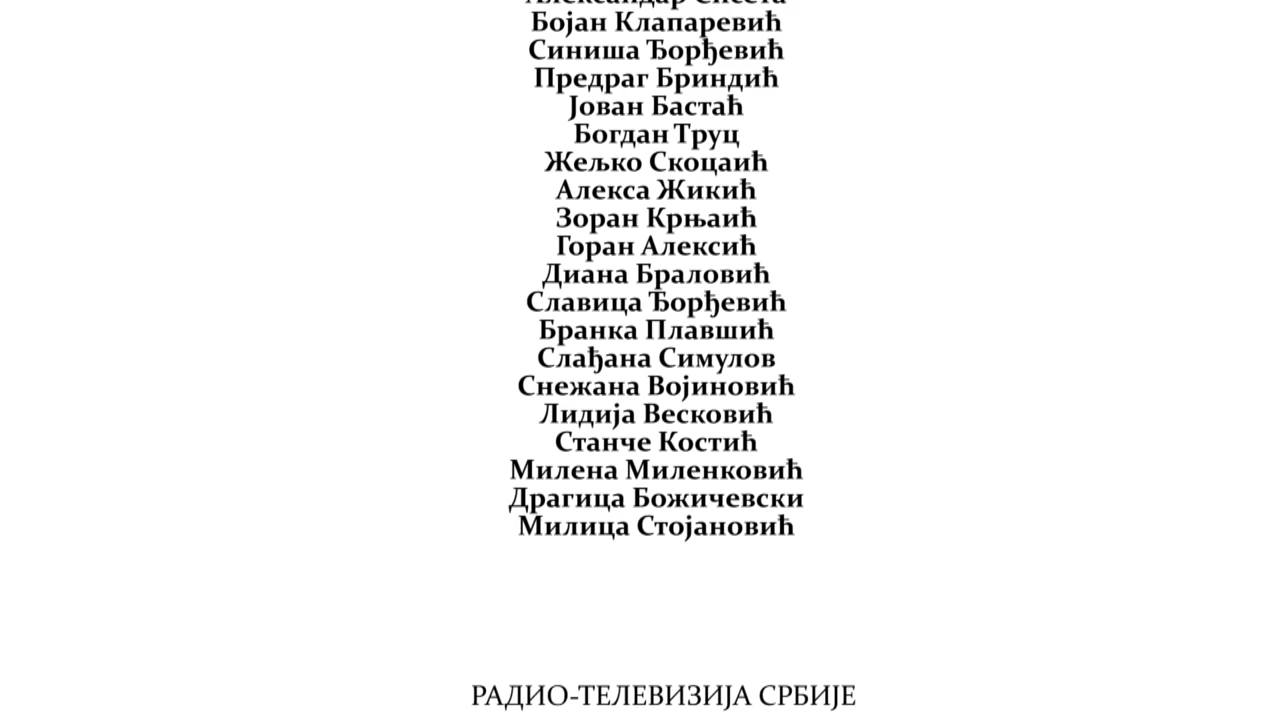 Бојан Клапаревић
Синиша Ђорђевић
Предраг Бриндић
Јован Бастаћ
Богдан Труц
Жељко Скоцаић
Алекса Жикић
Зоран Крњаић
Горан Алексић
Диана Браловић
Славица Ђорђевић
Бранка Плавшић
Слађана Симулов
Снежана Војиновић
Лидија Весковић
Станче Костић
Милена Миленковић
Драгица Божичевски
Милица Стојановић
РАДИО-ТЕЛЕВИЗИЈА СРБИЈЕ